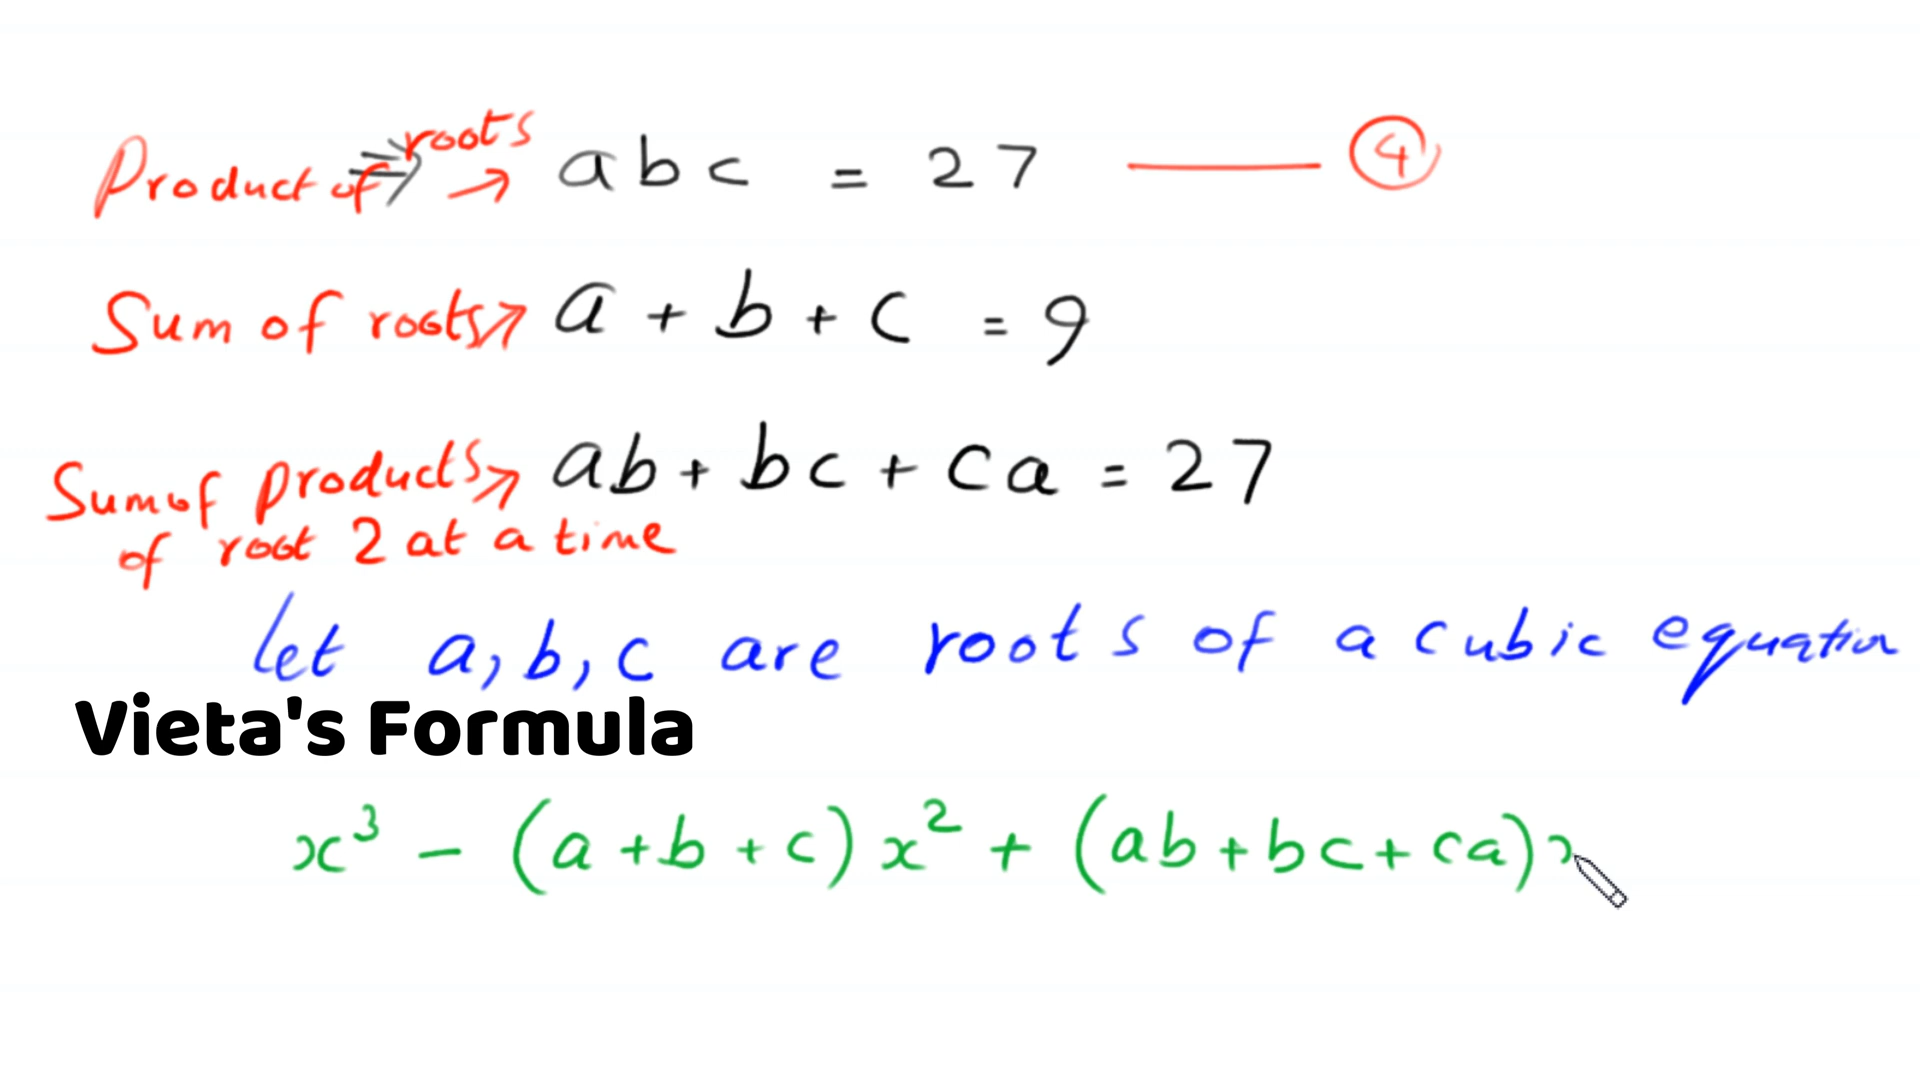 Product of roots ⇒ → abc = 27 —— ④
Sum of roots → a + b + c = 9
Sum of products → ab + bc + ca = 27
of root 2 at a time
Let a, b, c are roots of a cubic equation
Vieta's Formula
x³ - (a + b + c) x² + (ab + bc + ca)